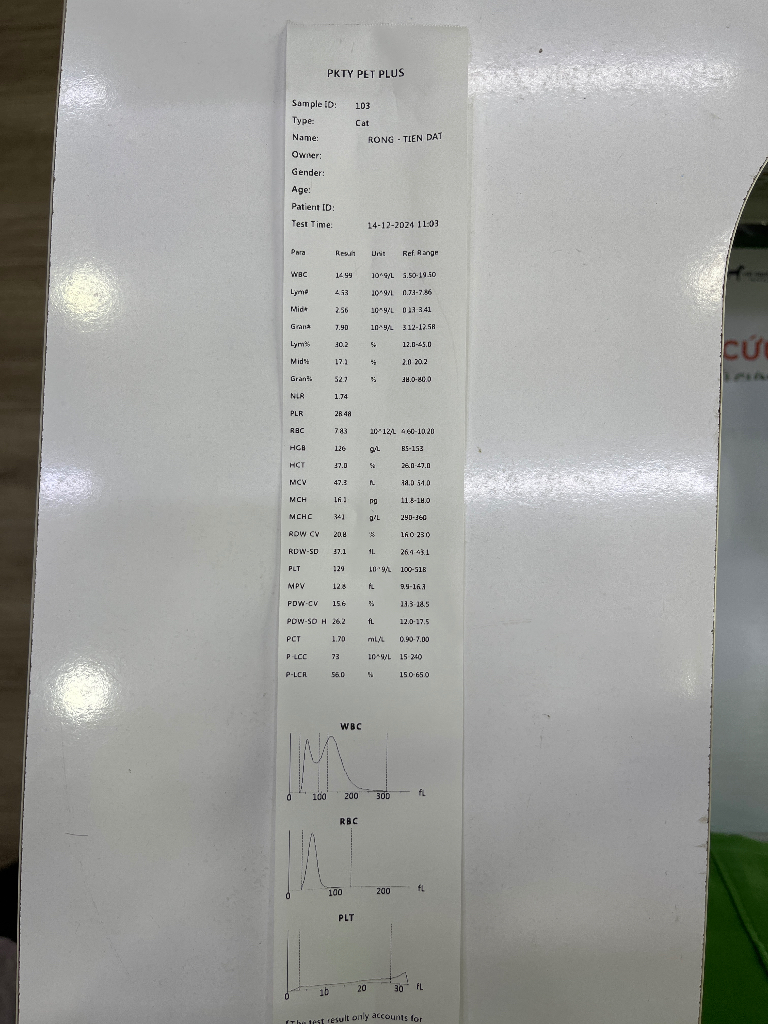 PKTY PET PLUS
Sample ID: 103
Type: Cat
Name: RONG - TIEN DAT
Owner:
Gender:
Age:
Patient ID:
Test Time: 14-12-2024 11:03
Para Result Unit Ref Range
WBC 14.99 10^9/L 5.50-19.50
Lym# 4.53 10^9/L 0.73-7.86
Mid# 2.56 10^9/L 0.13-3.41
Gran# 7.90 10^9/L 3.12-12.58
Lym% 30.2 % 12.0-45.0
Mid% 17.1 % 2.0-20.2
Gran% 52.7 % 38.0-80.0
NLR 1.74
PLR 28.48
RBC 7.83 10^12/L 4.60-10.20
HGB 126 g/L 85-153
HCT 37.0 % 26.0-47.0
MCV 47.3 fL 38.0-54.0
MCH 16.1 pg 11.8-18.0
MCHC 341 g/L 290-360
RDW-CV 20.8 % 16.0-23.0
RDW-SD 37.1 fL 26.4-43.1
PLT 129 10^9/L 100-518
MPV 12.8 fL 9.9-16.3
PDW-CV 15.6 % 13.3-18.5
PDW-SD H 26.2 fL 12.0-17.5
PCT 1.70 mL/L 0.90-7.00
P-LCC 73 10^9/L 15-240
P-LCR 56.0 % 15.0-65.0
WBC
0 100 200 300 fL
RBC
0 100 200 fL
PLT
0 10 20 30 fL
*The test result only accounts for
CỨU